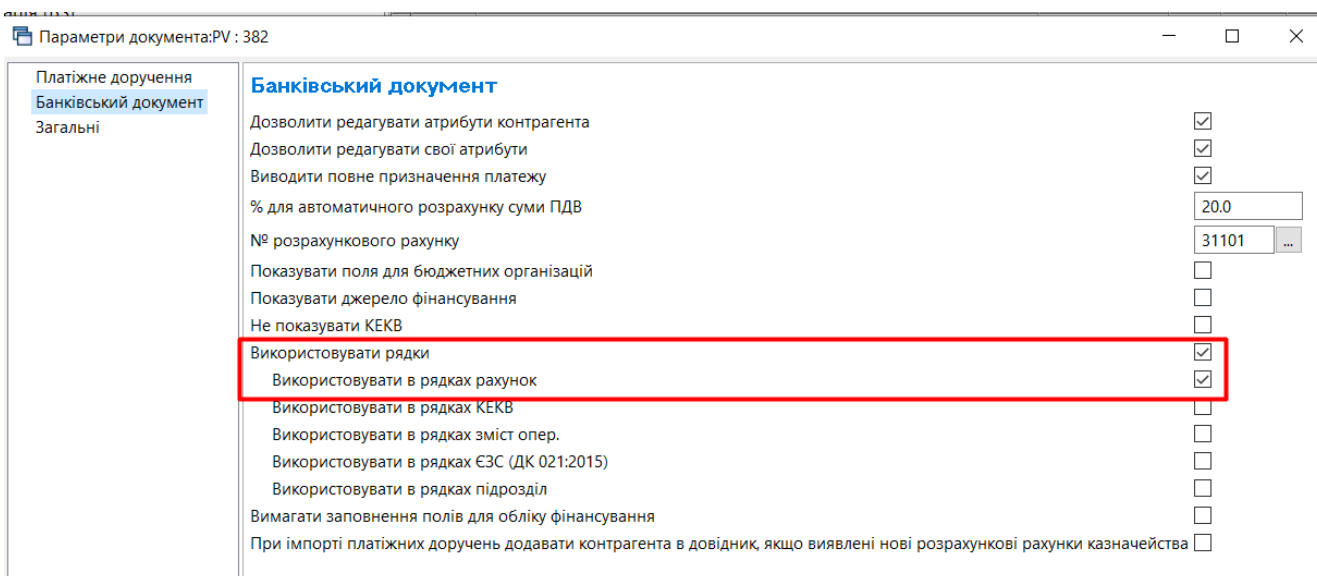 Параметри документа:PV : 382
Платіжне доручення
Банківський документ
Загальні
Банківський документ
Дозволити редагувати атрибути контрагента
Дозволити редагувати свої атрибути
Виводити повне призначення платежу
% для автоматичного розрахунку суми ПДВ 20.0
№ розрахункового рахунку 31101 ...
Показувати поля для бюджетних організацій
Показувати джерело фінансування
Не показувати КЕКВ
Використовувати рядки
Використовувати в рядках рахунок
Використовувати в рядках КЕКВ
Використовувати в рядках зміст опер.
Використовувати в рядках ЄЗС (ДК 021:2015)
Використовувати в рядках підрозділ
Вимагати заповнення полів для обліку фінансування
При імпорті платіжних доручень додавати контрагента в довідник, якщо виявлені нові розрахункові рахунки казначейства